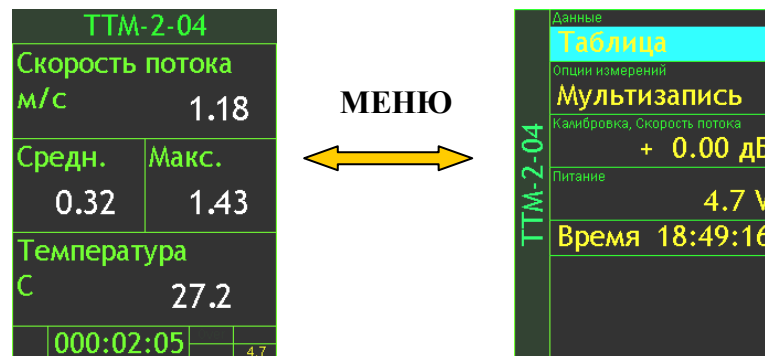 ТТМ-2-04
Скорость потока
м/с
1.18
Средн.
Макс.
0.32
1.43
Температура
С
27.2
000:02:05
4.7
МЕНЮ
ТТМ-2-04
Данные
Таблица
Опции измерений
Мультизапись
Калибровка, Скорость потока
+ 0.00 дБ
Питание
4.7 V
Время 18:49:16